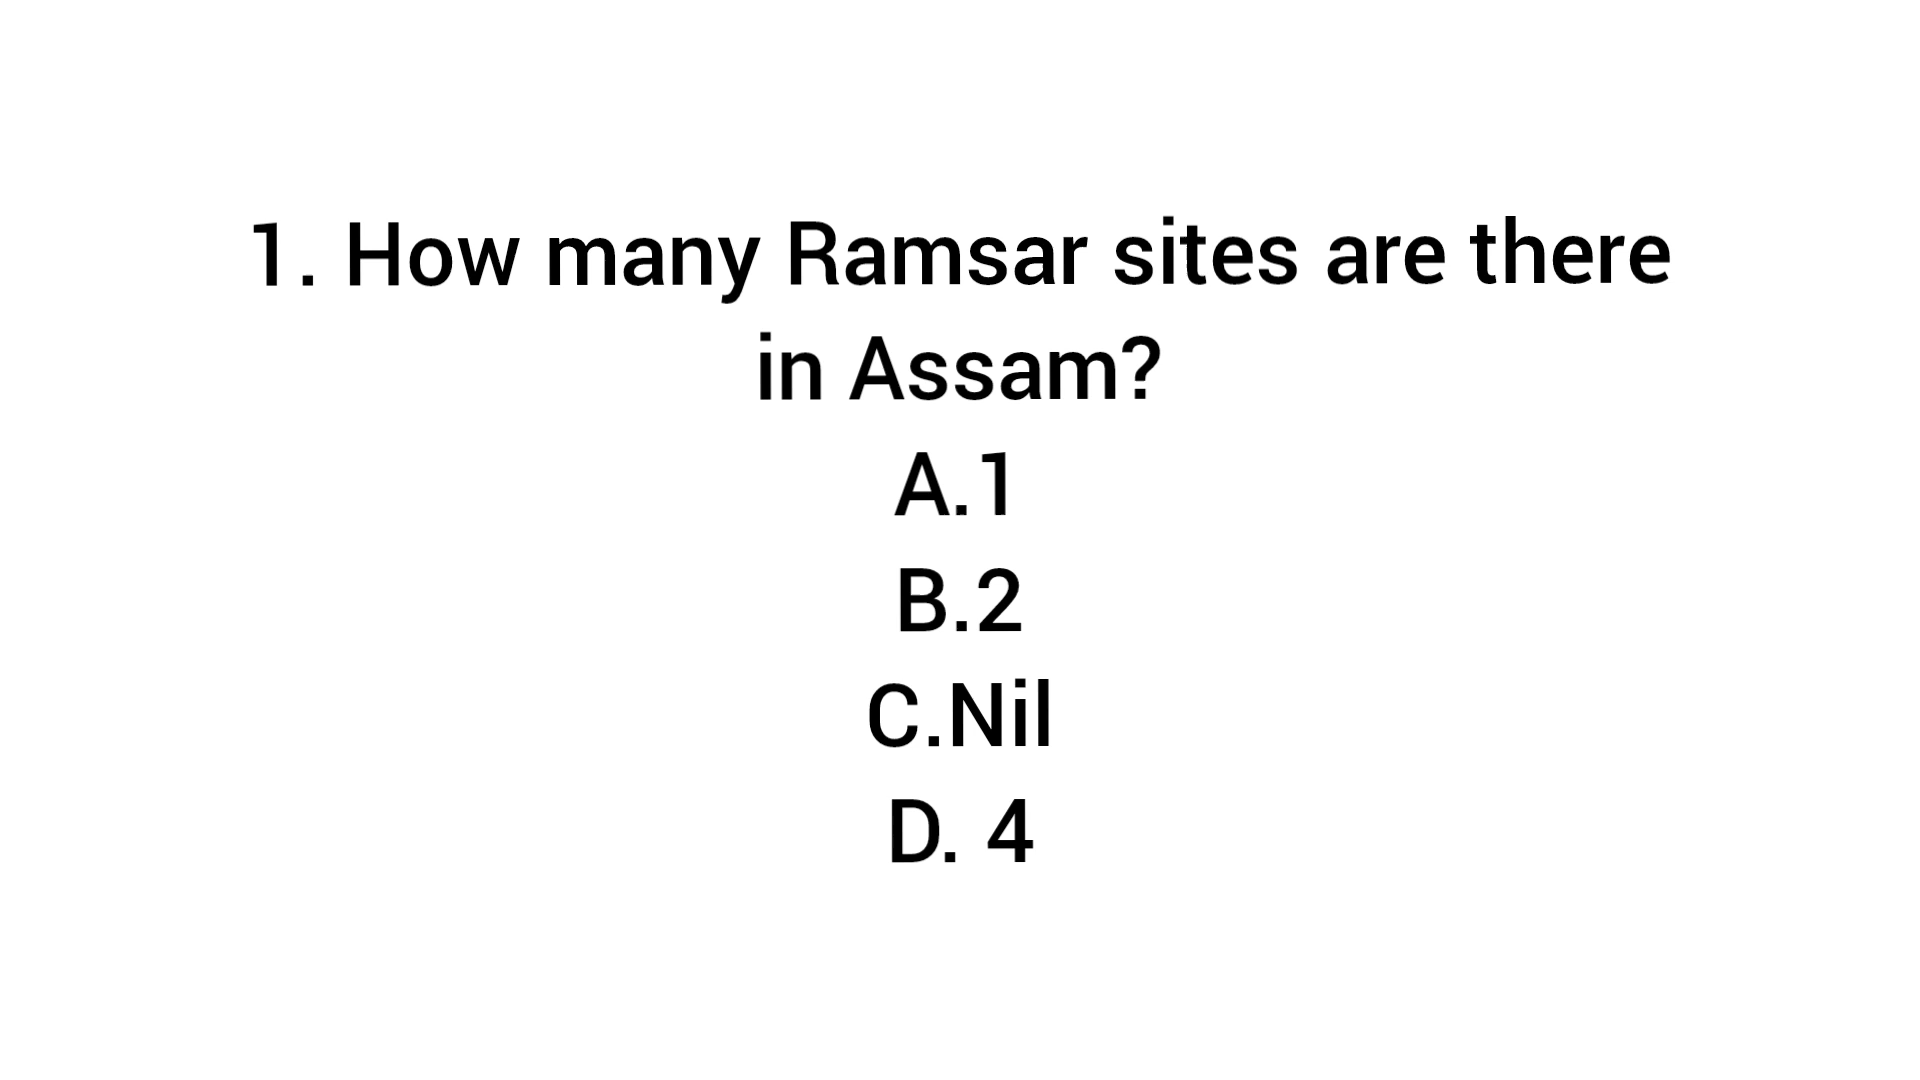 1. How many Ramsar sites are there
in Assam?
A.1
B.2
C.Nil
D. 4